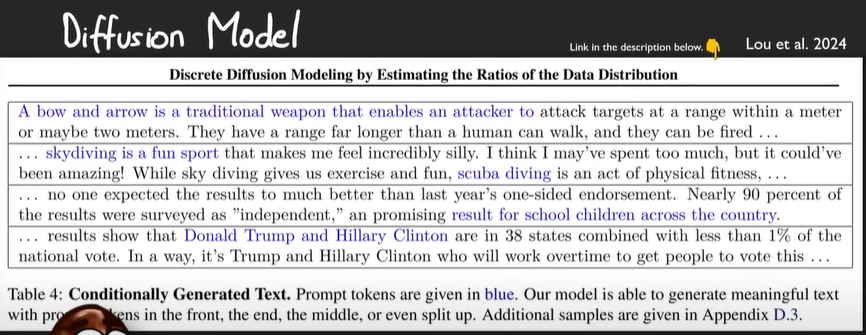 Diffusion Model
Link in the description below.
Lou et al. 2024
Discrete Diffusion Modeling by Estimating the Ratios of the Data Distribution
A bow and arrow is a traditional weapon that enables an attacker to attack targets at a range within a meter
or maybe two meters. They have a range far longer than a human can walk, and they can be fired ...
... skydiving is a fun sport that makes me feel incredibly silly. I think I may've spent too much, but it could've
been amazing! While sky diving gives us exercise and fun, scuba diving is an act of physical fitness, ...
... no one expected the results to much better than last year's one-sided endorsement. Nearly 90 percent of
the results were surveyed as "independent," an promising result for school children across the country.
... results show that Donald Trump and Hillary Clinton are in 38 states combined with less than 1% of the
national vote. In a way, it's Trump and Hillary Clinton who will work overtime to get people to vote this ...
Table 4: Conditionally Generated Text. Prompt tokens are given in blue. Our model is able to generate meaningful text
with in the front, the end, the middle, or even split up. Additional samples are given in Appendix D.3.